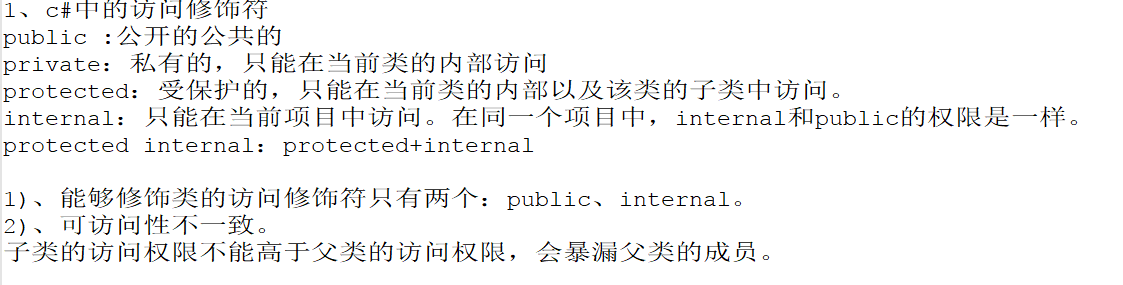 1、c#中的访问修饰符
public :公开的公共的
private：私有的，只能在当前类的内部访问
protected：受保护的，只能在当前类的内部以及该类的子类中访问。
internal：只能在当前项目中访问。在同一个项目中，internal和public的权限是一样。
protected internal：protected+internal
1)、能够修饰类的访问修饰符只有两个：public、internal。
2)、可访问性不一致。
子类的访问权限不能高于父类的访问权限，会暴漏父类的成员。